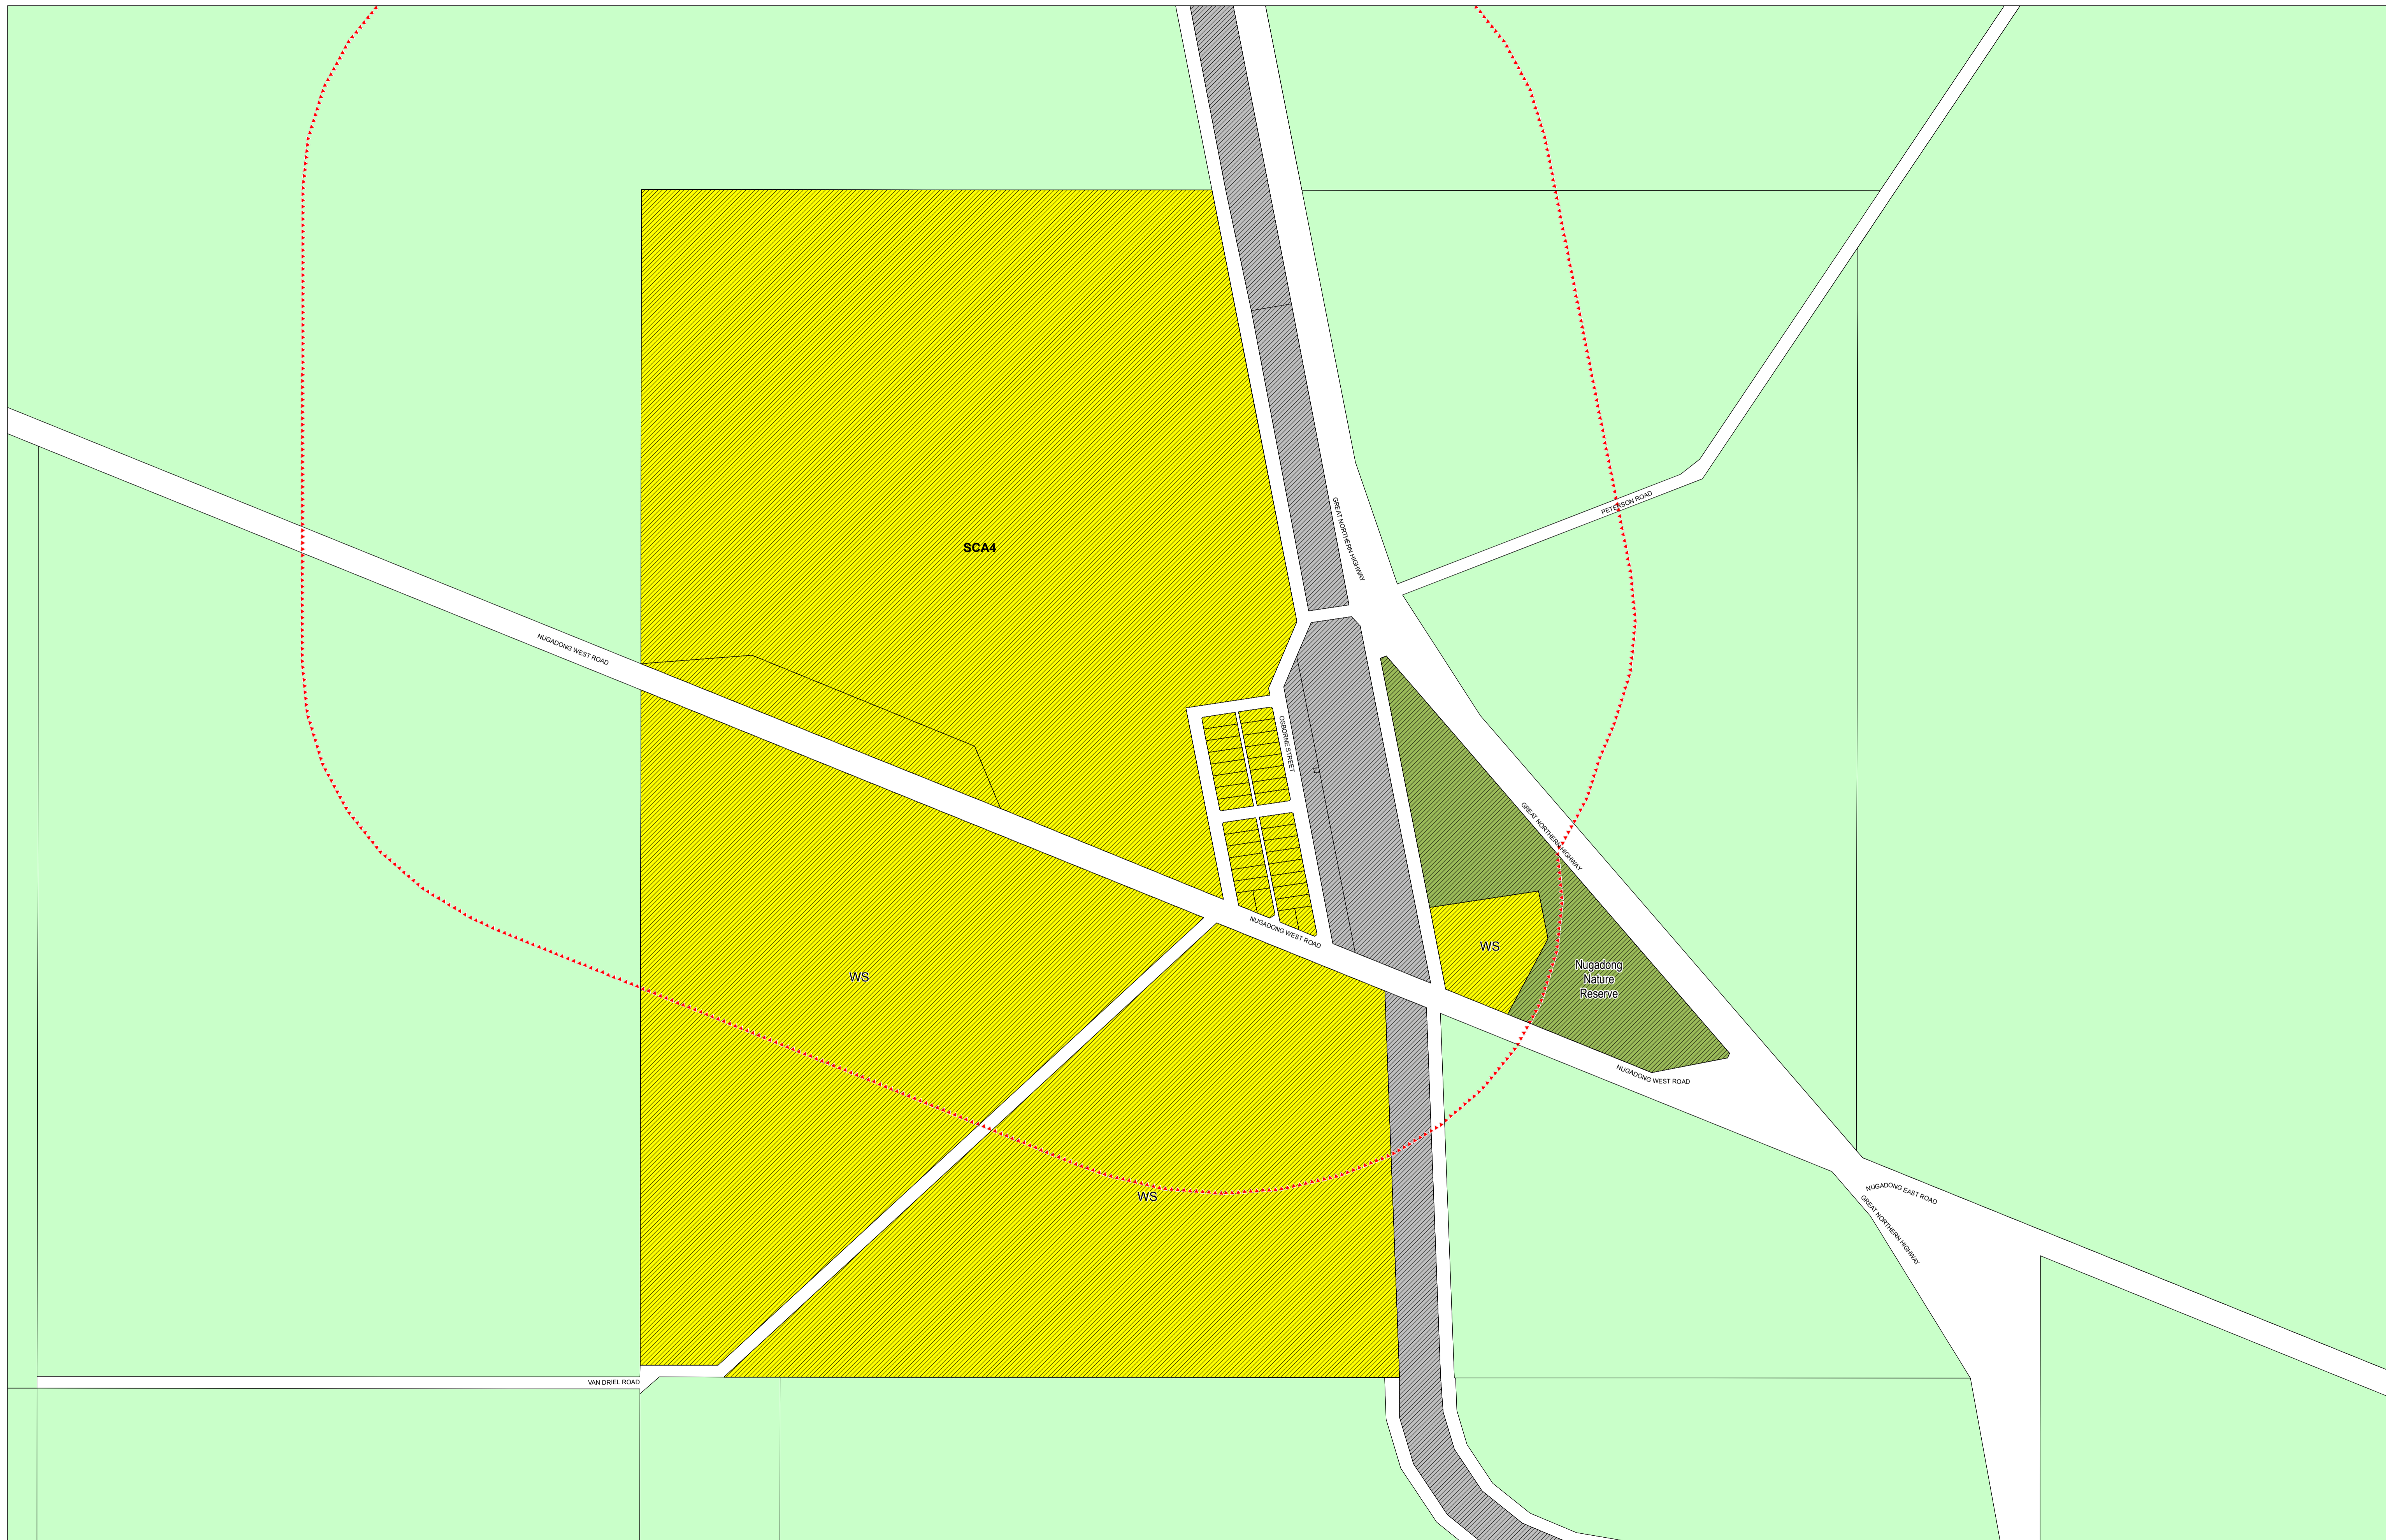 GREAT NORTHERN HIGHWAY
PETERSON ROAD
SCA4
NUGADONG WEST ROAD
OSBORNE STREET
GREAT NORTHERN HIGHWAY
NUGADONG WEST ROAD
WS
WS
Nugadong
Nature
Reserve
NUGADONG WEST ROAD
WS
NUGADONG EAST ROAD
GREAT NORTHERN HIGHWAY
VAN DRIEL ROAD